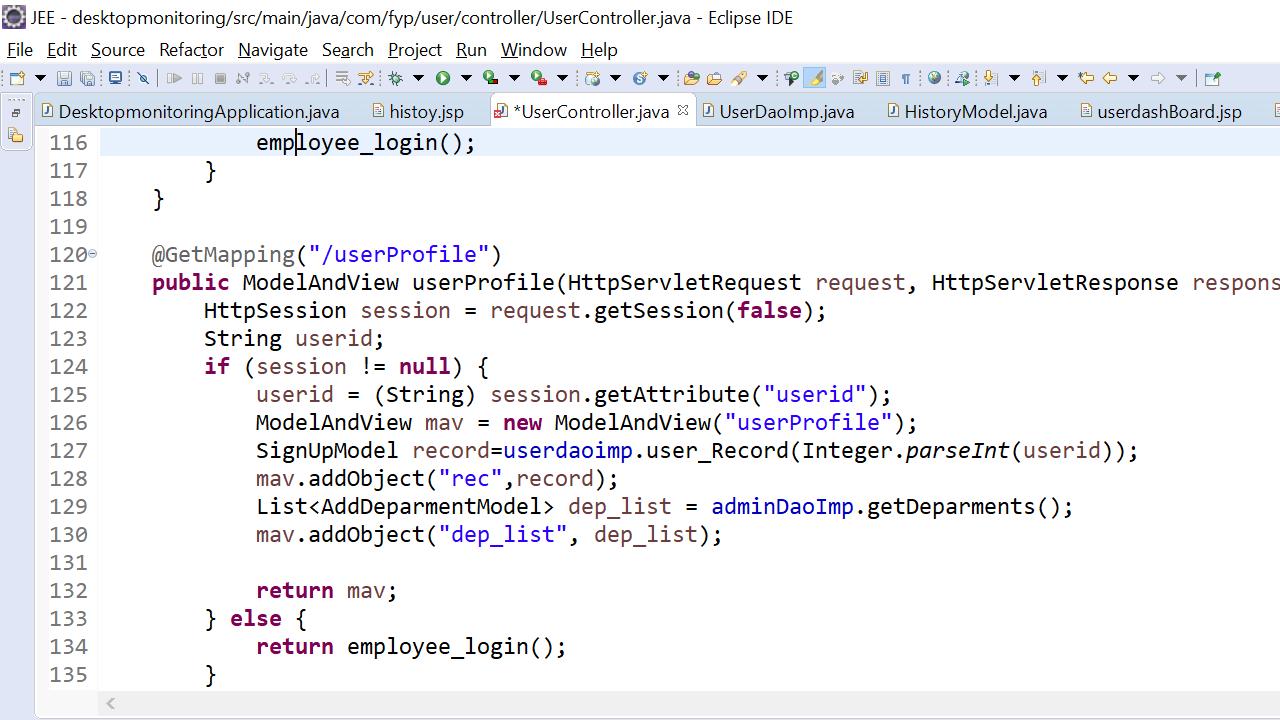 JEE - desktopmonitoring/src/main/java/com/fyp/user/controller/UserController.java - Eclipse IDE
File Edit Source Refactor Navigate Search Project Run Window Help
DesktopmonitoringApplication.java histoy.jsp *UserController.java UserDaoImp.java HistoryModel.java userdashBoard.jsp
116 employee_login();
117 }
118 }
119
120 @GetMapping("/userProfile")
121 public ModelAndView userProfile(HttpServletRequest request, HttpServletResponse respons
122 HttpSession session = request.getSession(false);
123 String userid;
124 if (session != null) {
125 userid = (String) session.getAttribute("userid");
126 ModelAndView mav = new ModelAndView("userProfile");
127 SignUpModel record=userdaoimp.user_Record(Integer.parseInt(userid));
128 mav.addObject("rec",record);
129 List<AddDeparmentModel> dep_list = adminDaoImp.getDeparments();
130 mav.addObject("dep_list", dep_list);
131
132 return mav;
133 } else {
134 return employee_login();
135 }